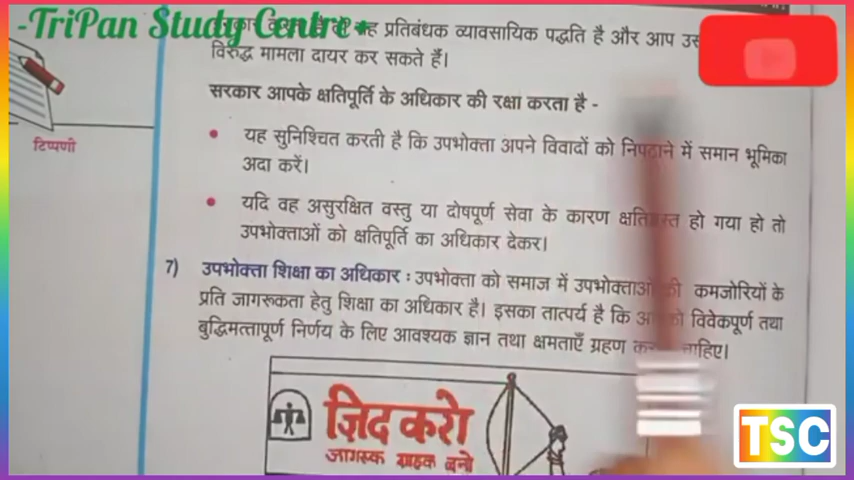 -TriPan Study Centre
प्रतिबंधक व्यावसायिक पद्धति है और आप उस
विरुद्ध मामला दायर कर सकते हैं।
सरकार आपके क्षतिपूर्ति के अधिकार की रक्षा करता है -
• यह सुनिश्चित करती है कि उपभोक्ता अपने विवादों को निपटाने में समान भूमिका
अदा करें।
टिप्पणी
• यदि वह असुरक्षित वस्तु या दोषपूर्ण सेवा के कारण क्षतिग्रस्त हो गया हो तो
उपभोक्ताओं को क्षतिपूर्ति का अधिकार देकर।
7) उपभोक्ता शिक्षा का अधिकार : उपभोक्ता को समाज में उपभोक्ताओं की कमजोरियों के
प्रति जागरूकता हेतु शिक्षा का अधिकार है। इसका तात्पर्य है कि विवेकपूर्ण तथा
बुद्धिमत्तापूर्ण निर्णय के लिए आवश्यक ज्ञान तथा क्षमताएँ ग्रहण
ज़िद करो
जागरूक ग्राहक बनो
TSC